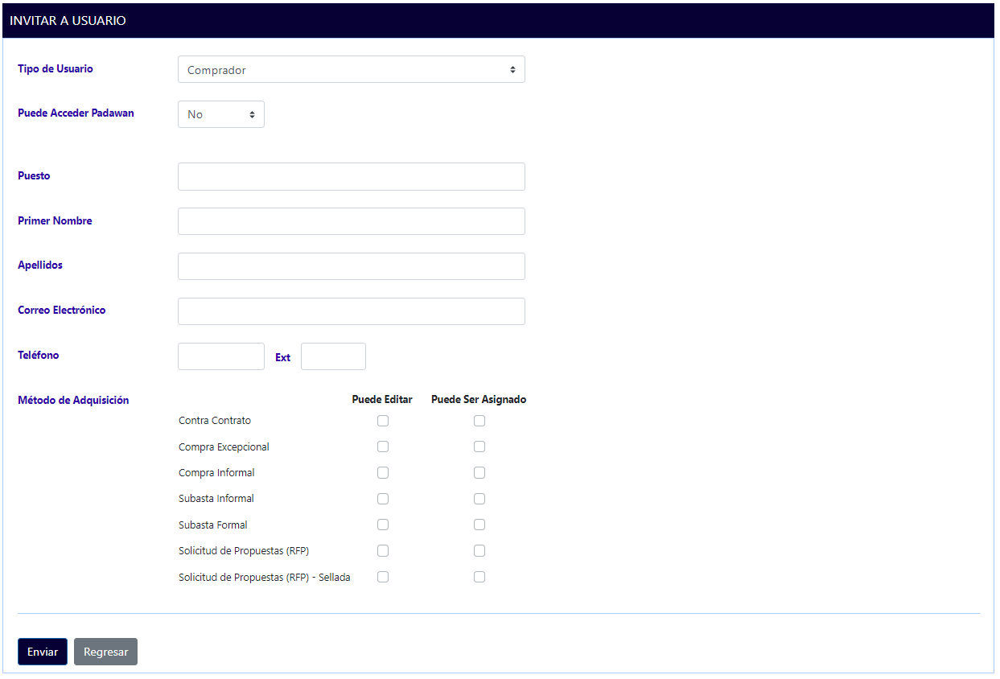 INVITAR A USUARIO
Tipo de Usuario Comprador
Puede Acceder Padawan No
Puesto
Primer Nombre
Apellidos
Correo Electrónico
Teléfono Ext
Método de Adquisición Puede Editar Puede Ser Asignado
Contra Contrato
Compra Excepcional
Compra Informal
Subasta Informal
Subasta Formal
Solicitud de Propuestas (RFP)
Solicitud de Propuestas (RFP) - Sellada
Enviar Regresar